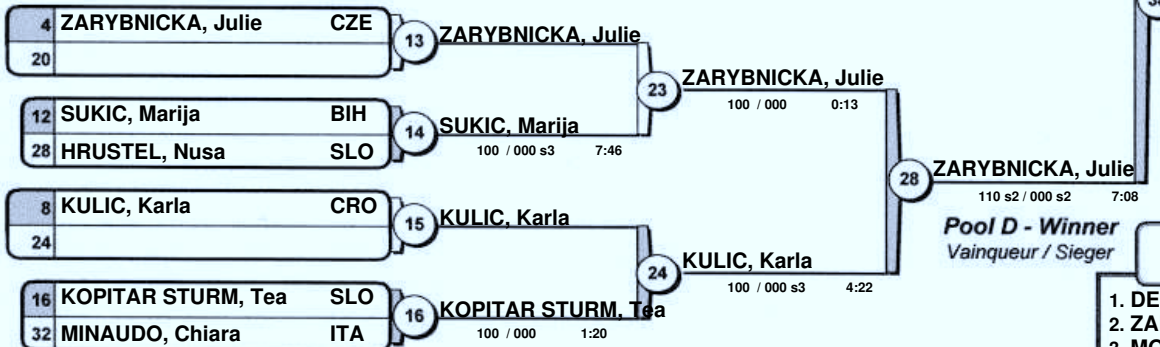 4 ZARYBNICKA, Julie CZE
20
13 ZARYBNICKA, Julie
12 SUKIC, Marija BIH
28 HRUSTEL, Nusa SLO
14 SUKIC, Marija
100 / 000 s3 7:46
23 ZARYBNICKA, Julie
100 / 000 0:13
8 KULIC, Karla CRO
24
15 KULIC, Karla
16 KOPITAR STURM, Tea SLO
32 MINAUDO, Chiara ITA
16 KOPITAR STURM, Tea
100 / 000 1:20
24 KULIC, Karla
100 / 000 s3 4:22
28 ZARYBNICKA, Julie
110 s2 / 000 s2 7:08
Pool D - Winner
Vainqueur / Sieger
1. DE
2. ZA